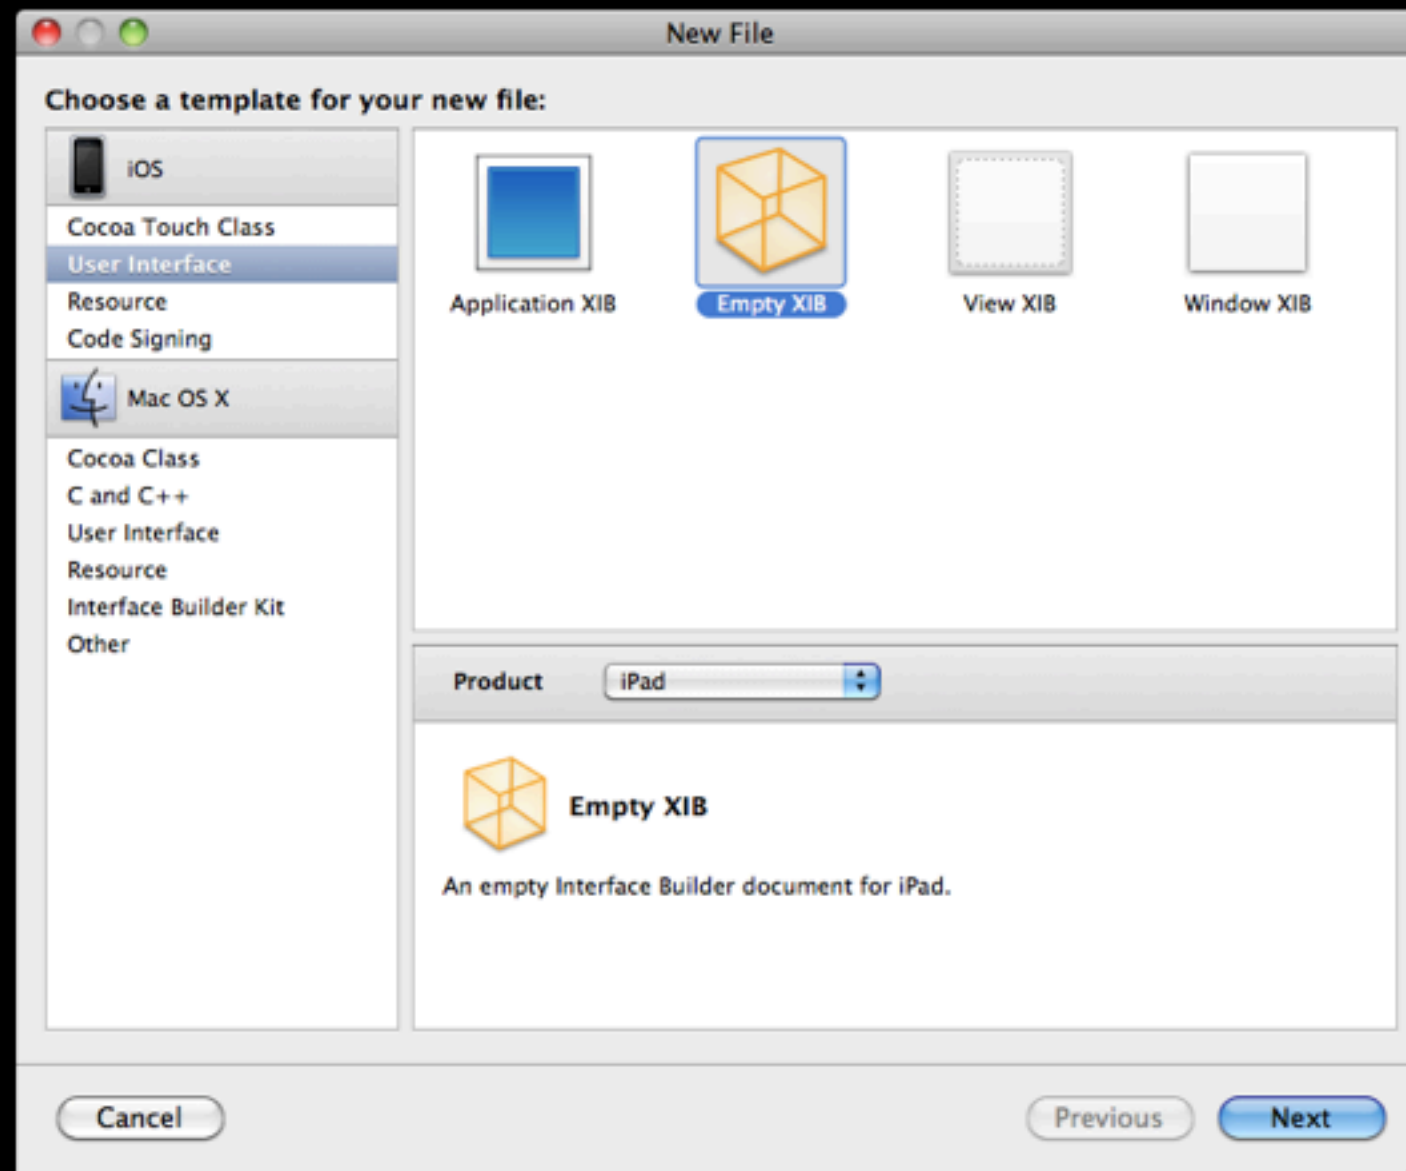 New File
Choose a template for your new file:
iOS
Cocoa Touch Class
User Interface
Resource
Code Signing
Mac OS X
Cocoa Class
C and C++
User Interface
Resource
Interface Builder Kit
Other
Application XIB
Empty XIB
View XIB
Window XIB
Product
iPad
Empty XIB
An empty Interface Builder document for iPad.
Cancel
Previous
Next